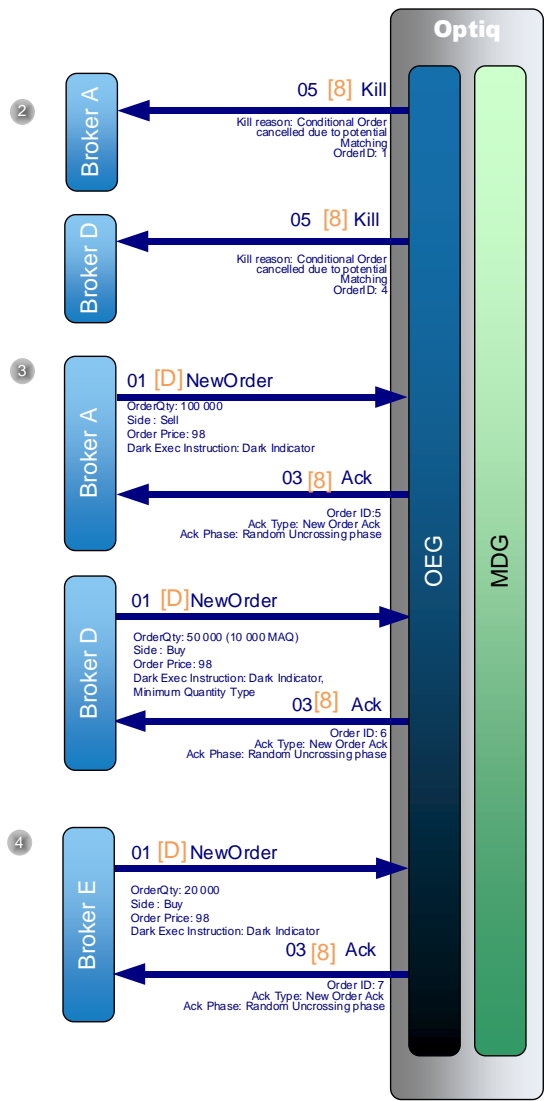 Optiq
2
Broker A
05 [8] Kill
Kill reason: Conditional Order
cancelled due to potential
Matching
OrderID: 1
Broker D
05 [8] Kill
Kill reason: Conditional Order
cancelled due to potential
Matching
OrderID: 4
3
Broker A
01 [D] NewOrder
OrderQty: 100 000
Side : Sell
Order Price: 98
Dark Exec Instruction: Dark Indicator
03 [8] Ack
Order ID:5
Ack Type: New Order Ack
Ack Phase: Random Uncrossing phase
OEG
MDG
Broker D
01 [D] NewOrder
OrderQty: 50 000 (10 000 MAQ)
Side : Buy
Order Price: 98
Dark Exec Instruction: Dark Indicator,
Minimum Quantity Type
03 [8] Ack
Order ID: 6
Ack Type: New Order Ack
Ack Phase: Random Uncrossing phase
4
Broker E
01 [D] NewOrder
OrderQty: 20 000
Side : Buy
Order Price: 98
Dark Exec Instruction: Dark Indicator
03 [8] Ack
Order ID: 7
Ack Type: New Order Ack
Ack Phase: Random Uncrossing phase